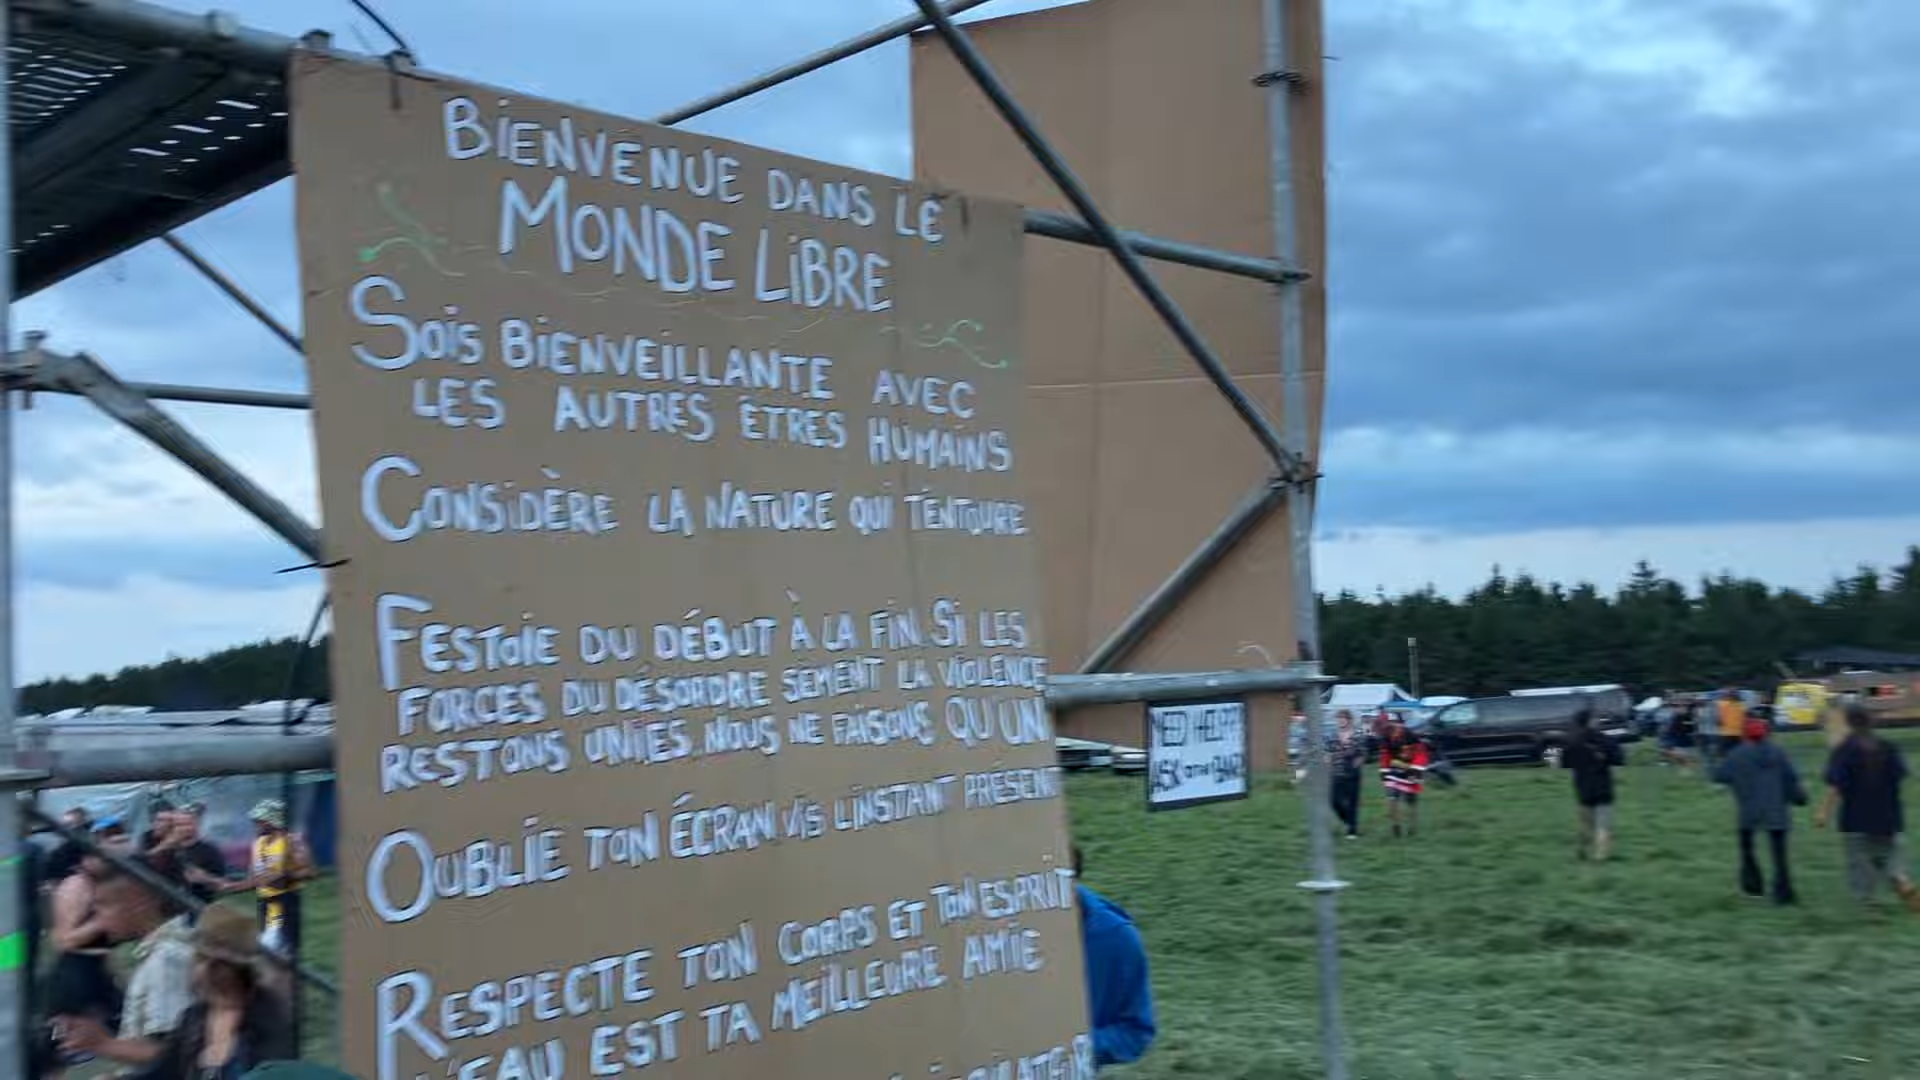 BiENVENUE DANS LE
MONDE LiBRE
SOiS BiENVEiLLANTE AVEC
LES AUTRES ÊTRES HUMAiNS
CONSiDÈRE LA NATURE QUi T'ENTOURE
FESTOiE DU DÉBUT À LA FiN. Si LES
FORCES DU DÉSORDRE SÈMENT LA ViOLENCE
RESTONS UNiES. NOUS NE FAiSONS QU'UN
OUBLiE TON ÉCRAN ViS L'iNSTANT PRÉSENT
RESPECTE TON CORPS ET TON ESPRiT
L'EAU EST TA MEiLLEURE AMiE
NEED HELP?
ASK at the BAR